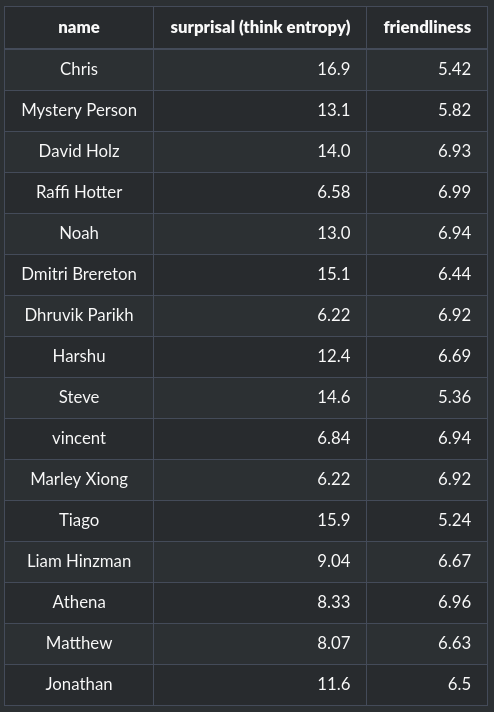 name surprisal (think entropy) friendliness
Chris 16.9 5.42
Mystery Person 13.1 5.82
David Holz 14.0 6.93
Raffi Hotter 6.58 6.99
Noah 13.0 6.94
Dmitri Brereton 15.1 6.44
Dhruvik Parikh 6.22 6.92
Harshu 12.4 6.69
Steve 14.6 5.36
vincent 6.84 6.94
Marley Xiong 6.22 6.92
Tiago 15.9 5.24
Liam Hinzman 9.04 6.67
Athena 8.33 6.96
Matthew 8.07 6.63
Jonathan 11.6 6.5